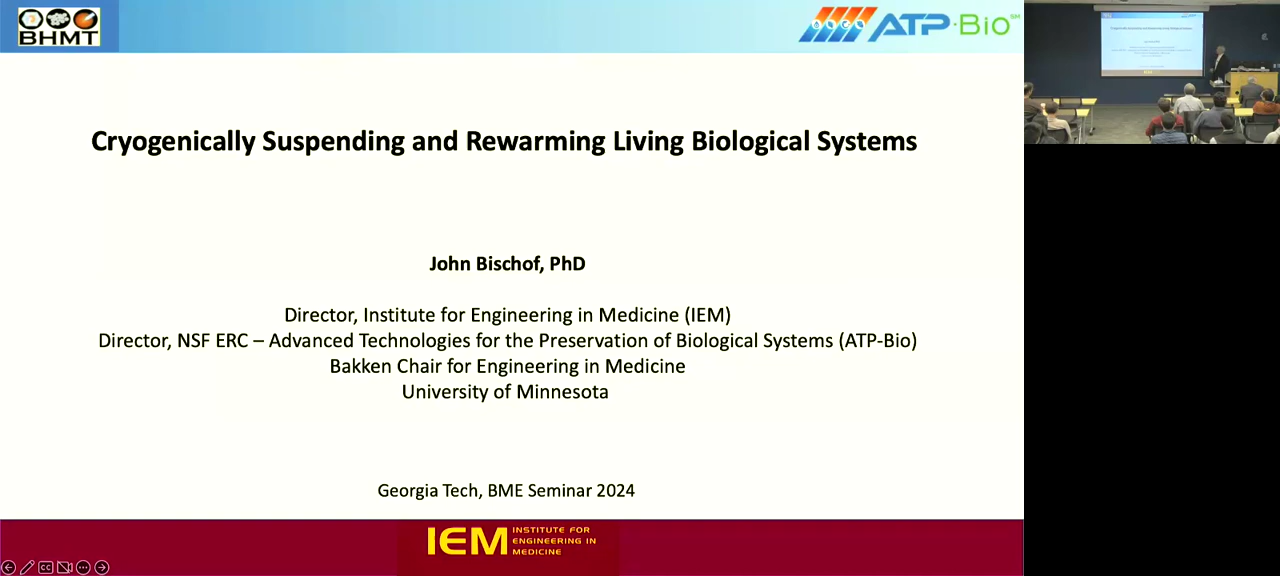 BHMT
ATP-Bio℠
Cryogenically Suspending and Rewarming Living Biological Systems
John Bischof, PhD
Director, Institute for Engineering in Medicine (IEM)
Director, NSF ERC – Advanced Technologies for the Preservation of Biological Systems (ATP-Bio)
Bakken Chair for Engineering in Medicine
University of Minnesota
Georgia Tech, BME Seminar 2024
IEM
INSTITUTE FOR
ENGINEERING IN
MEDICINE
CC